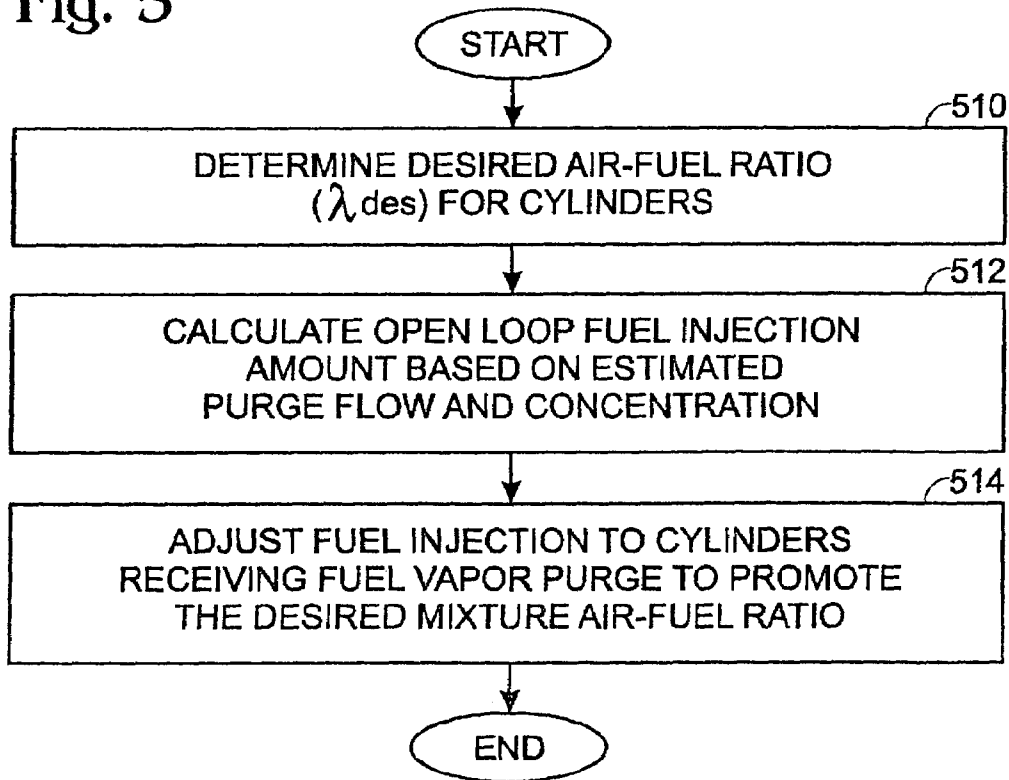 Fig. 5
START
510
DETERMINE DESIRED AIR-FUEL RATIO
(λdes) FOR CYLINDERS
512
CALCULATE OPEN LOOP FUEL INJECTION
AMOUNT BASED ON ESTIMATED
PURGE FLOW AND CONCENTRATION
514
ADJUST FUEL INJECTION TO CYLINDERS
RECEIVING FUEL VAPOR PURGE TO PROMOTE
THE DESIRED MIXTURE AIR-FUEL RATIO
END